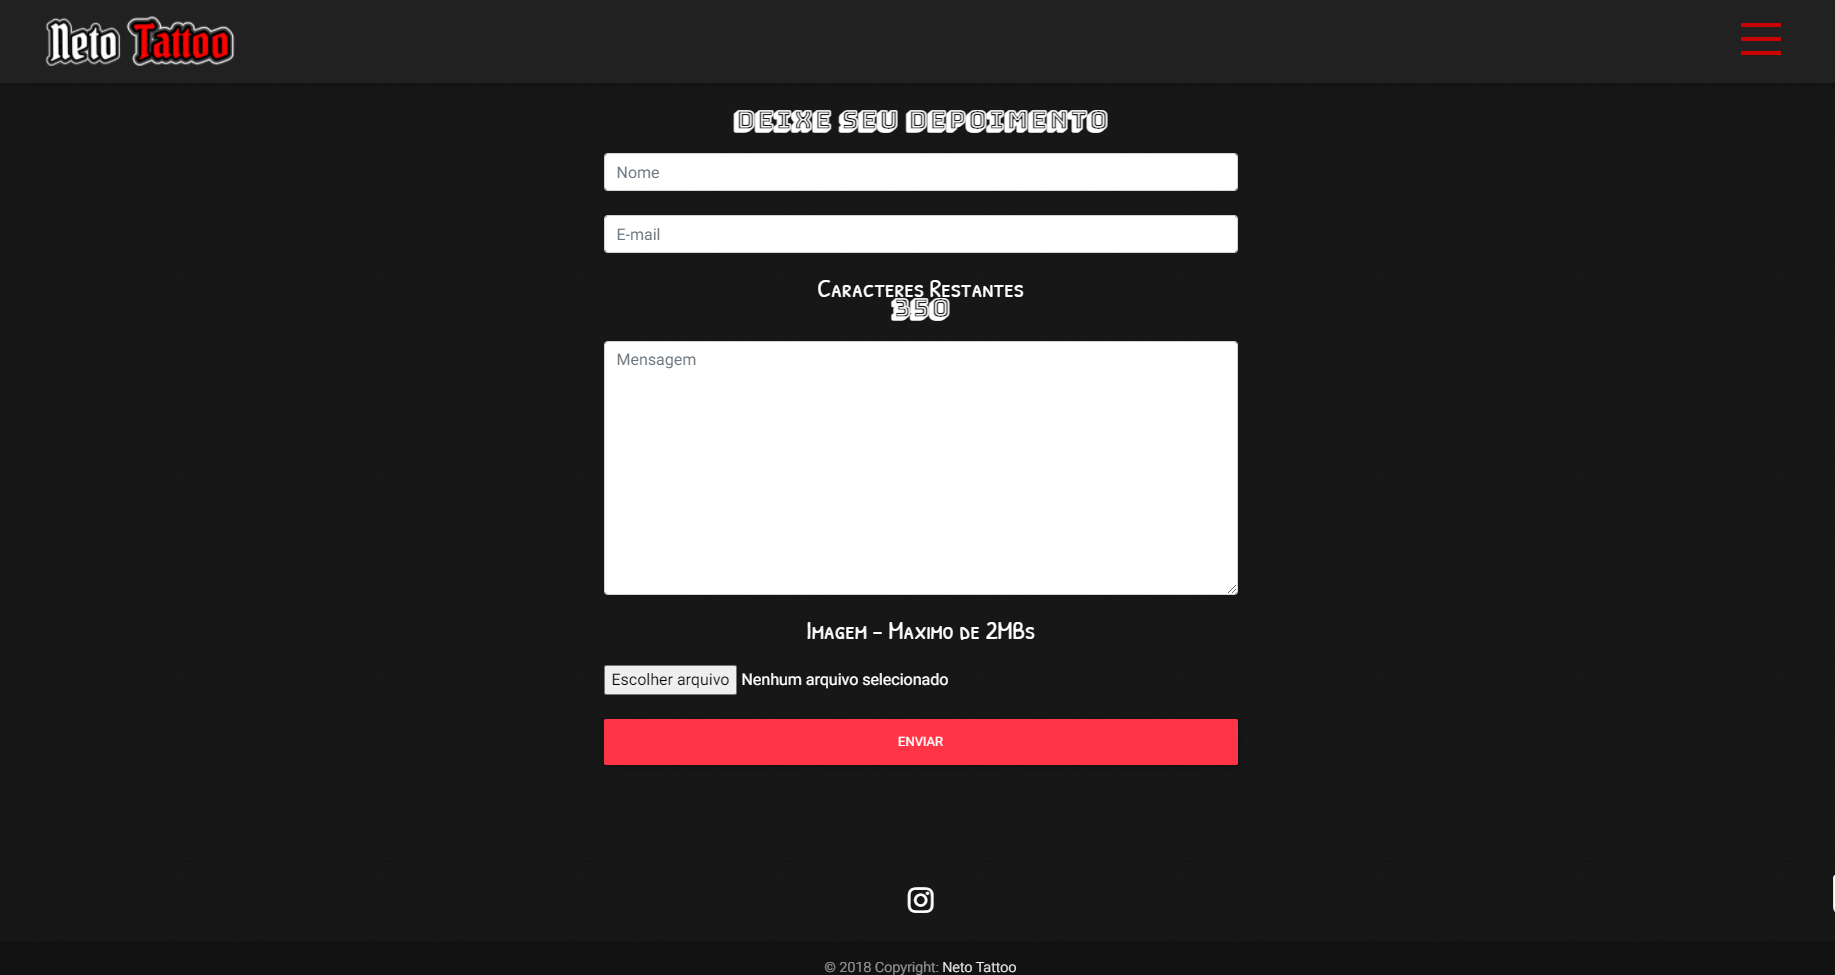 Neto Tattoo
DEIXE SEU DEPOIMENTO
Nome
E-mail
Caracteres Restantes
350
Mensagem
Imagem - Maximo de 2MBs
Escolher arquivo Nenhum arquivo selecionado
ENVIAR
© 2018 Copyright: Neto Tattoo